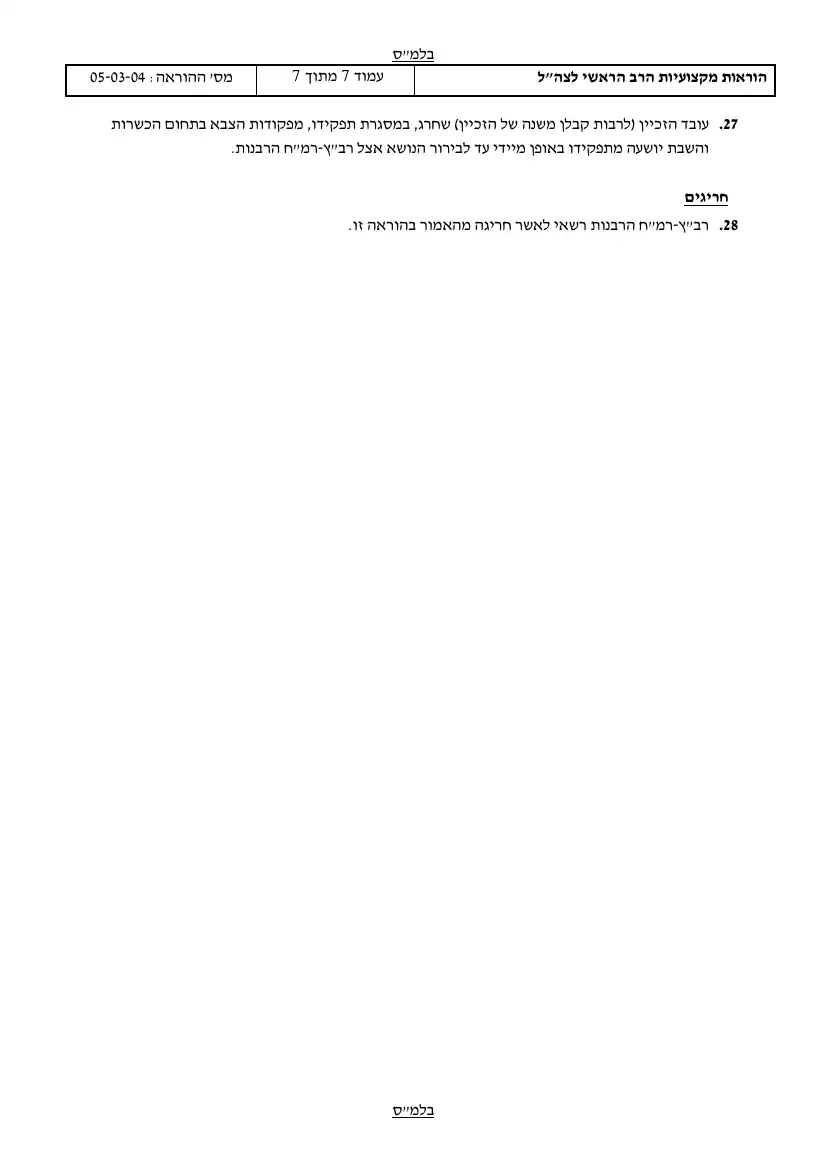 בלמ״ס
הוראות מקצועיות הרב הראשי לצה״ל עמוד 7 מתוך 7 מס׳ ההוראה: 05-03-04
27. עובד הזכיין (לרבות קבלן משנה של הזכיין) שחרג, במסגרת תפקידו, מפקודות הצבא בתחום הכשרות
והשבת יושעה מתפקידו באופן מיידי עד לבירור הנושא אצל רב״ץ-רמ״ח הרבנות.
חריגים
28. רב״ץ-רמ״ח הרבנות רשאי לאשר חריגה מהאמור בהוראה זו.
בלמ״ס